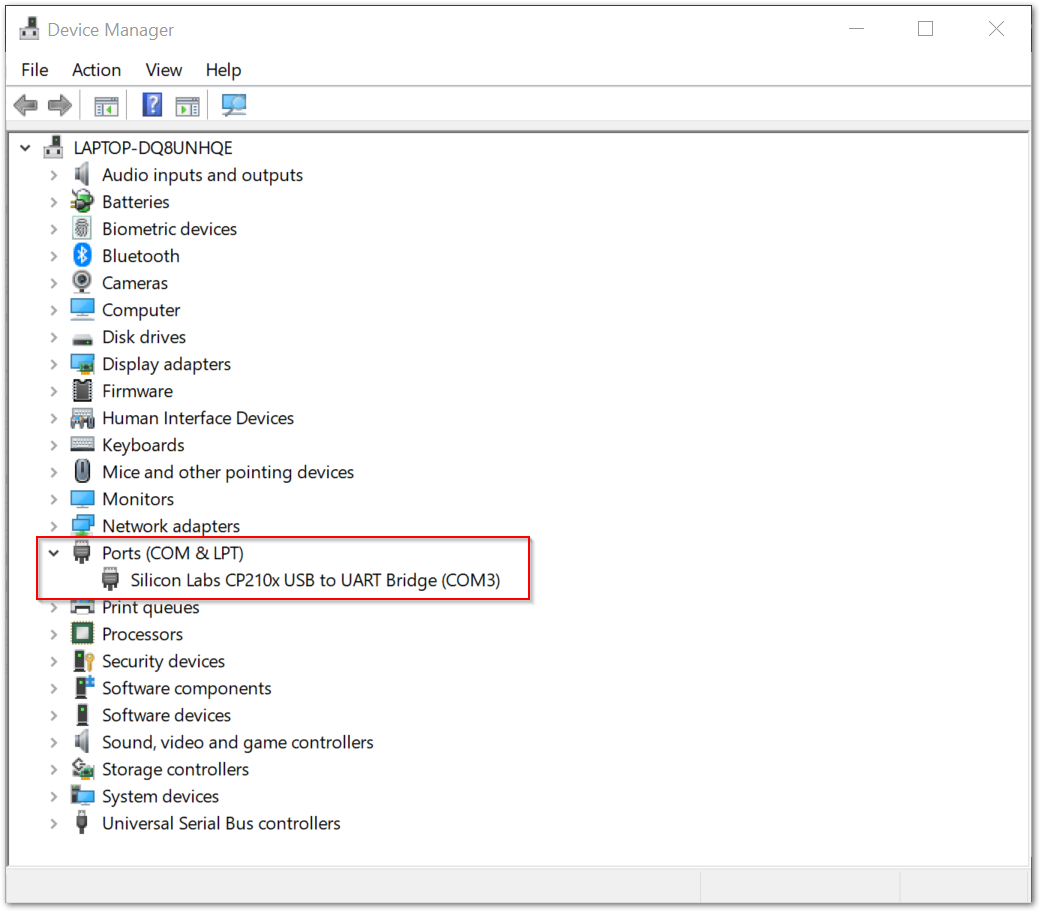 Device Manager
File Action View Help
LAPTOP-DQ8UNHQE
Audio inputs and outputs
Batteries
Biometric devices
Bluetooth
Cameras
Computer
Disk drives
Display adapters
Firmware
Human Interface Devices
Keyboards
Mice and other pointing devices
Monitors
Network adapters
Ports (COM & LPT)
Silicon Labs CP210x USB to UART Bridge (COM3)
Print queues
Processors
Security devices
Software components
Software devices
Sound, video and game controllers
Storage controllers
System devices
Universal Serial Bus controllers